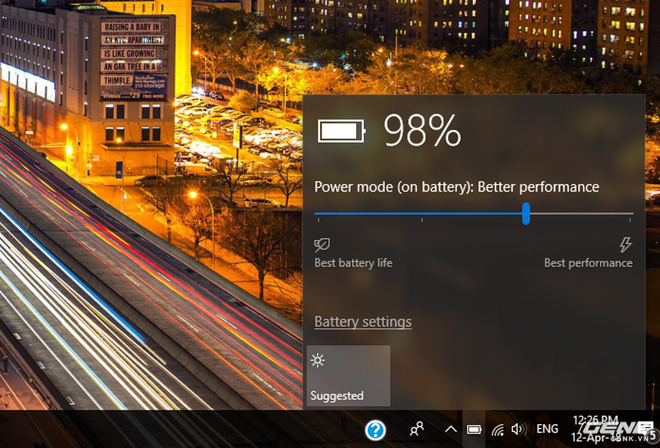 RAISING A BABY IN
AN NYC APARTMENT
IS LIKE GROWING
AN OAK TREE IN A
THIMBLE
98%
Power mode (on battery): Better performance
Best battery life
Best performance
Battery settings
Suggested
ENG
12:26 PM
12-Apr-18
GENK
GENK.VN
5